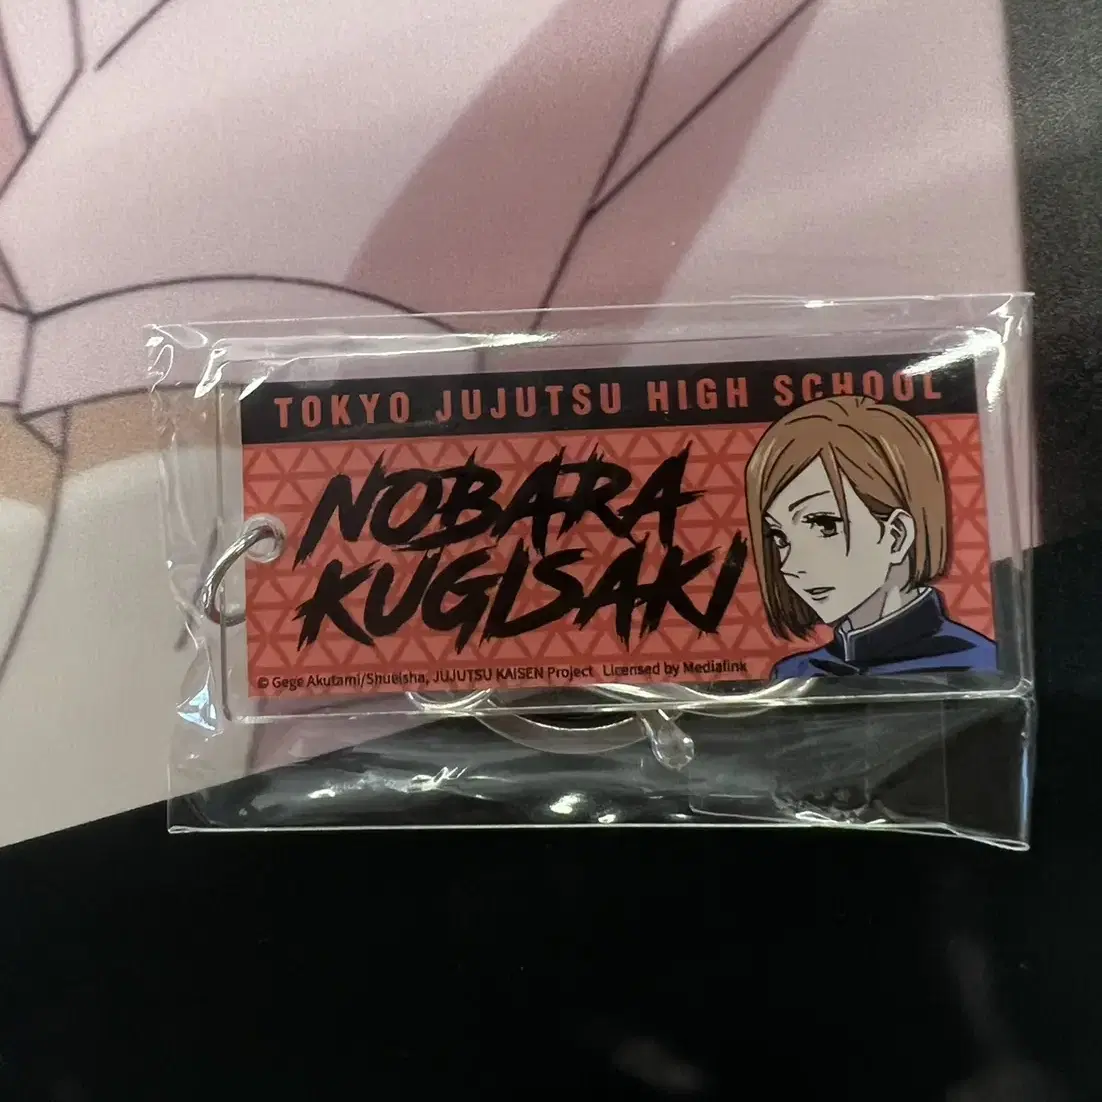 TOKYO JUJUTSU HIGH SCHOOL
NOBARA
KUGISAKI
© Gege Akutami/Shueisha, JUJUTSU KAISEN Project Licensed by Medialink